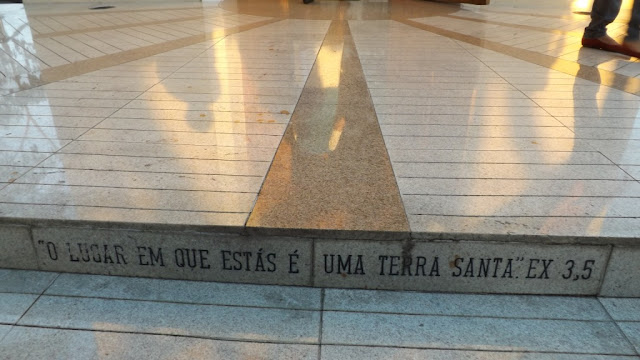 "O LUGAR EM QUE ESTÁS É UMA TERRA SANTA". EX 3,5